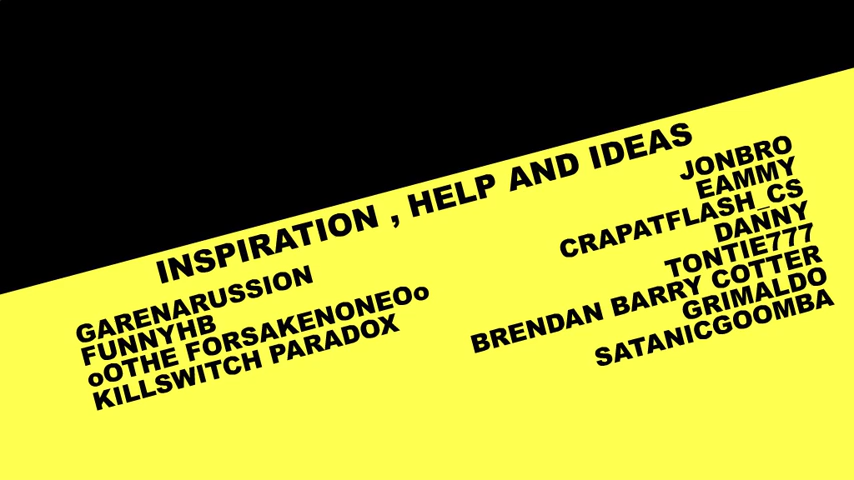 INSPIRATION , HELP AND IDEAS
GARENARUSSION
FUNNYHB
oOTHE FORSAKENONEOo
KILLSWITCH PARADOX
JONBRO
EAMMY
CRAPATFLASH_CS
DANNY
TONTIE777
BRENDAN BARRY COTTER
GRIMALDO
SATANICGOOMBA